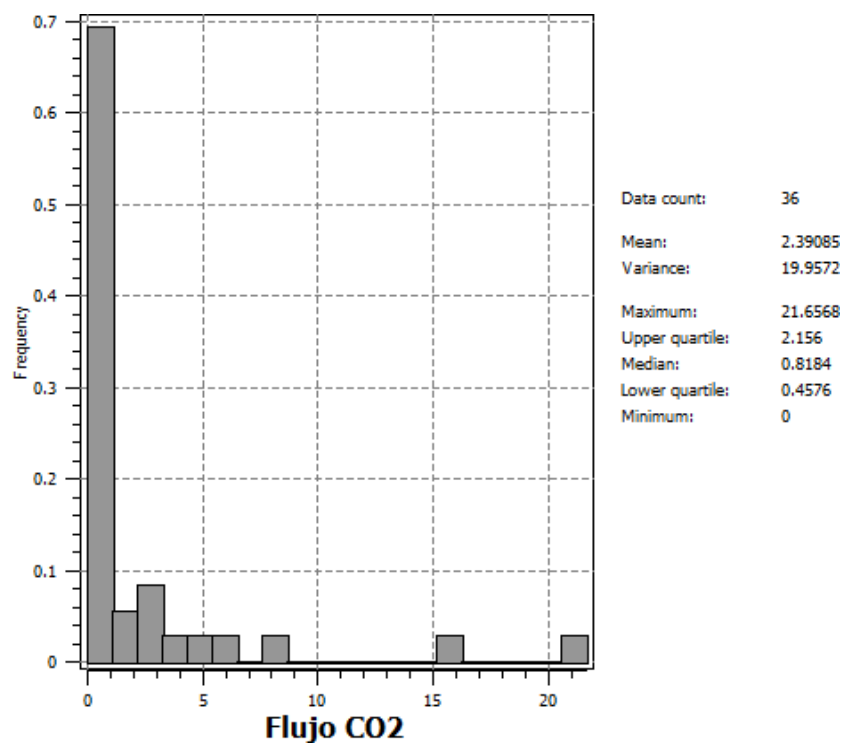 0.7
0.6
0.5
0.4
0.3
0.2
0.1
0
Frequency
0 5 10 15 20
Flujo CO2
Data count: 36
Mean: 2.39085
Variance: 19.9572
Maximum: 21.6568
Upper quartile: 2.156
Median: 0.8184
Lower quartile: 0.4576
Minimum: 0